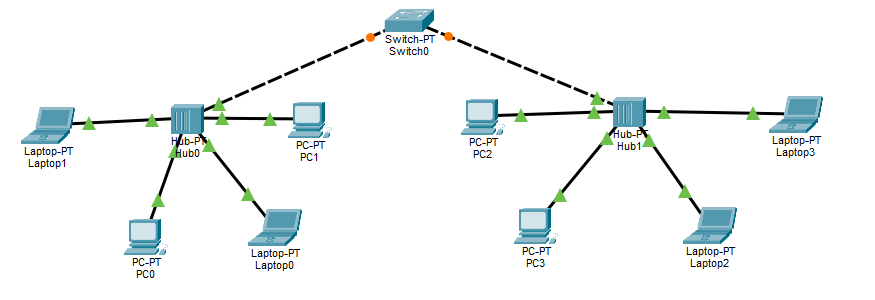 Switch-PT
Switch0
Laptop-PT
Laptop1
Hub-PT
Hub0
PC-PT
PC1
PC-PT
PC0
Laptop-PT
Laptop0
PC-PT
PC2
Hub-PT
Hub1
Laptop-PT
Laptop3
PC-PT
PC3
Laptop-PT
Laptop2